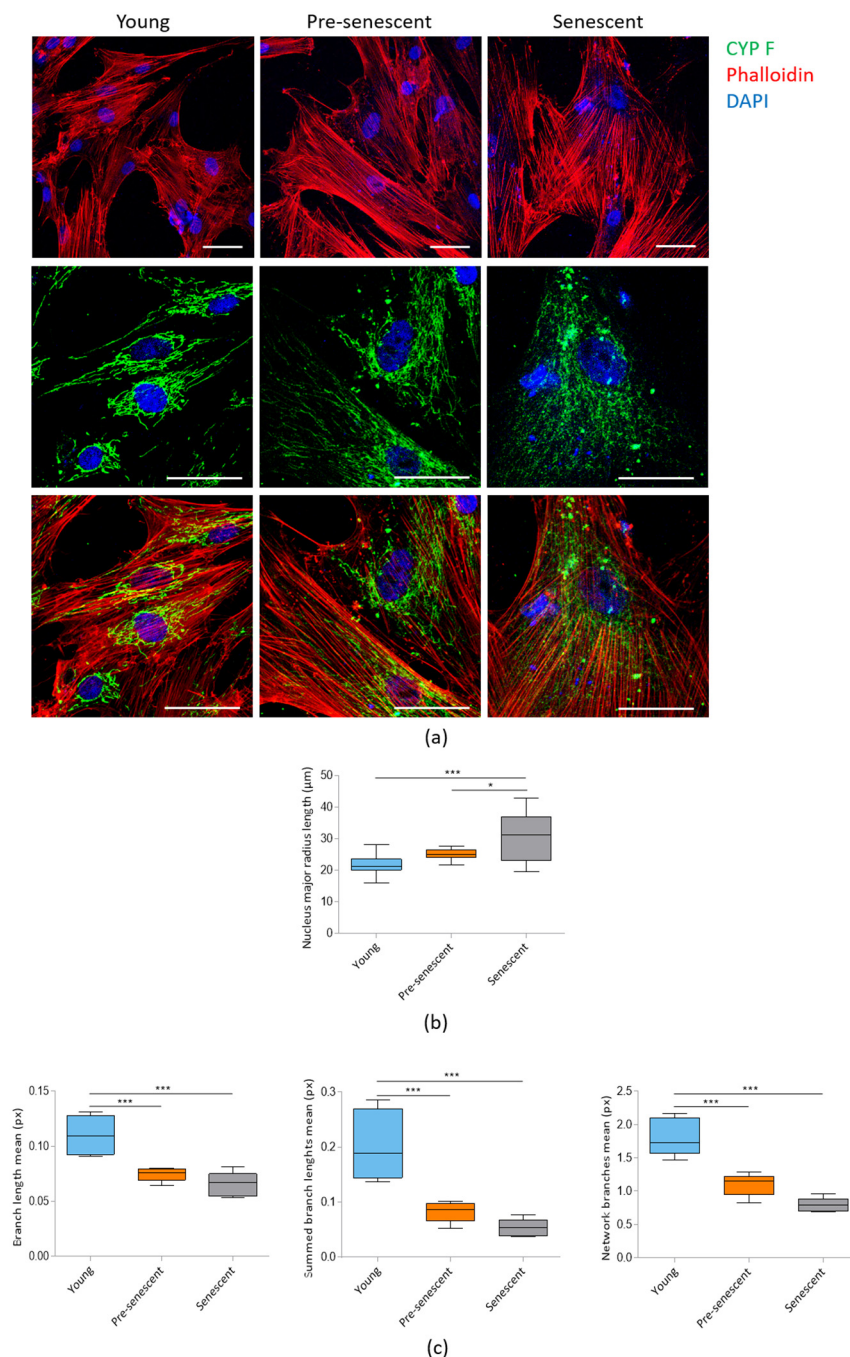 Young Pre-senescent Senescent
CYP F
Phalloidin
DAPI
(a)
Nucleus major radius length (µm)
50
40
30
20
10
0
***
*
Young
Pre-senescent
Senescent
(b)
Branch length mean (px)
0.15
0.10
0.05
0.00
***
***
Young
Pre-senescent
Senescent
Summed branch lenghts mean (px)
0.3
0.2
0.1
0.0
***
***
Young
Pre-senescent
Senescent
Network branches mean (px)
2.5
2.0
1.5
1.0
0.5
0.0
***
***
Young
Pre-senescent
Senescent
(c)